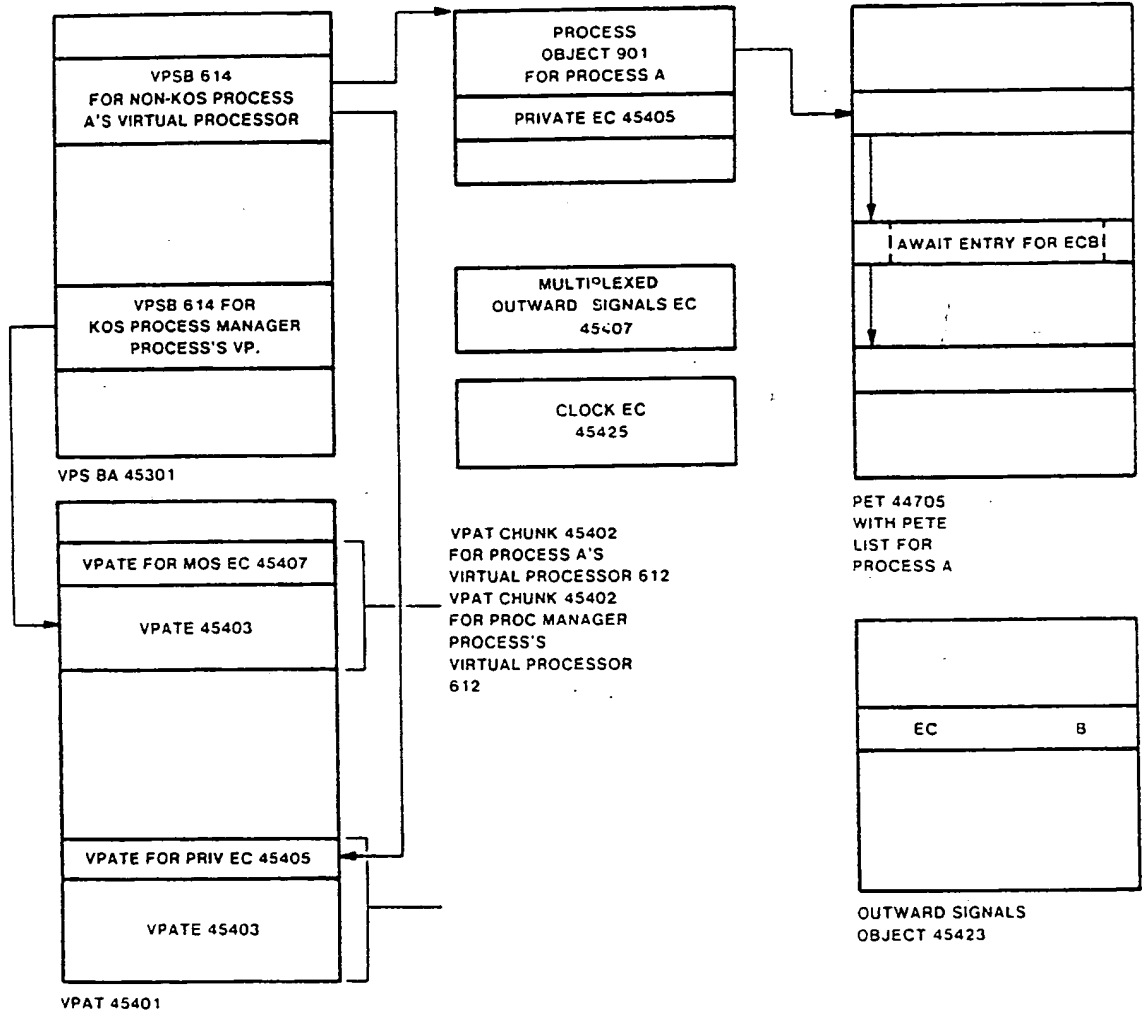 VPSB 614
FOR NON-KOS PROCESS
A'S VIRTUAL PROCESSOR
VPSB 614 FOR
KOS PROCESS MANAGER
PROCESS'S VP.
VPS BA 45301
VPATE FOR MOS EC 45407
VPATE 45403
VPATE FOR PRIV EC 45405
VPATE 45403
VPAT 45401
PROCESS
OBJECT 901
FOR PROCESS A
PRIVATE EC 45405
MULTIPLEXED
OUTWARD SIGNALS EC
45407
CLOCK EC
45425
VPAT CHUNK 45402
FOR PROCESS A'S
VIRTUAL PROCESSOR 612
VPAT CHUNK 45402
FOR PROC MANAGER
PROCESS'S
VIRTUAL PROCESSOR
612
AWAIT ENTRY FOR ECB
PET 44705
WITH PETE
LIST FOR
PROCESS A
EC B
OUTWARD SIGNALS
OBJECT 45423